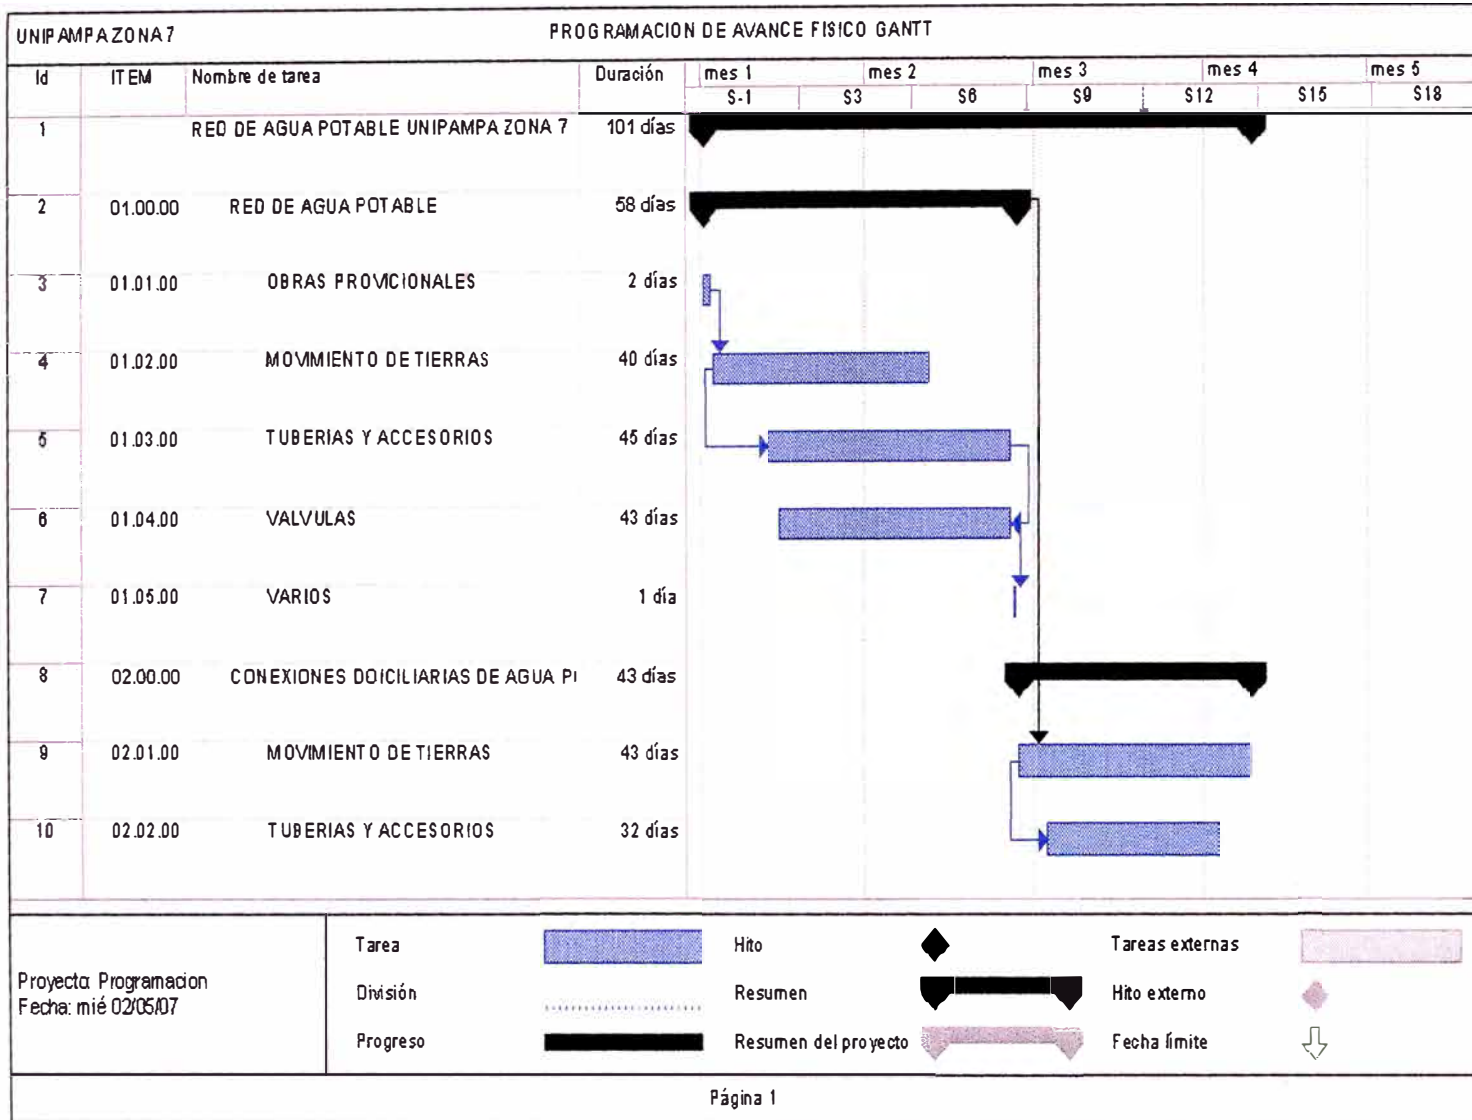 UNIPAMPA ZONA 7 PROGRAMACION DE AVANCE FISICO GANTT
Id ITEM Nombre de tarea Duración mes 1 mes 2 mes 3 mes 4 mes 5
S-1 S3 S6 S9 S12 S15 S18
1 RED DE AGUA POTABLE UNIPAMPA ZONA 7 101 días
2 01.00.00 RED DE AGUA POTABLE 58 días
3 01.01.00 OBRAS PROVICIONALES 2 días
4 01.02.00 MOVIMIENTO DE TIERRAS 40 días
5 01.03.00 TUBERIAS Y ACCESORIOS 45 días
6 01.04.00 VALVULAS 43 días
7 01.05.00 VARIOS 1 día
8 02.00.00 CONEXIONES DOICILIARIAS DE AGUA P 43 días
9 02.01.00 MOVIMIENTO DE TIERRAS 43 días
10 02.02.00 TUBERIAS Y ACCESORIOS 32 días
Proyecto: Programacion
Fecha: mié 02/05/07
Tarea Hito Tareas externas
División Resumen Hito externo
Progreso Resumen del proyecto Fecha límite
Página 1